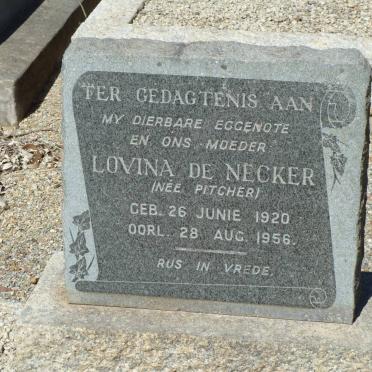 TER GEDAGTENIS AAN
MY DIERBARE EGGENOTE
EN ONS MOEDER
LOVINA DE NECKER
(NÉE PITCHER)
GEB. 26 JUNIE 1920
OORL. 28 AUG. 1956.
RUS IN VREDE.